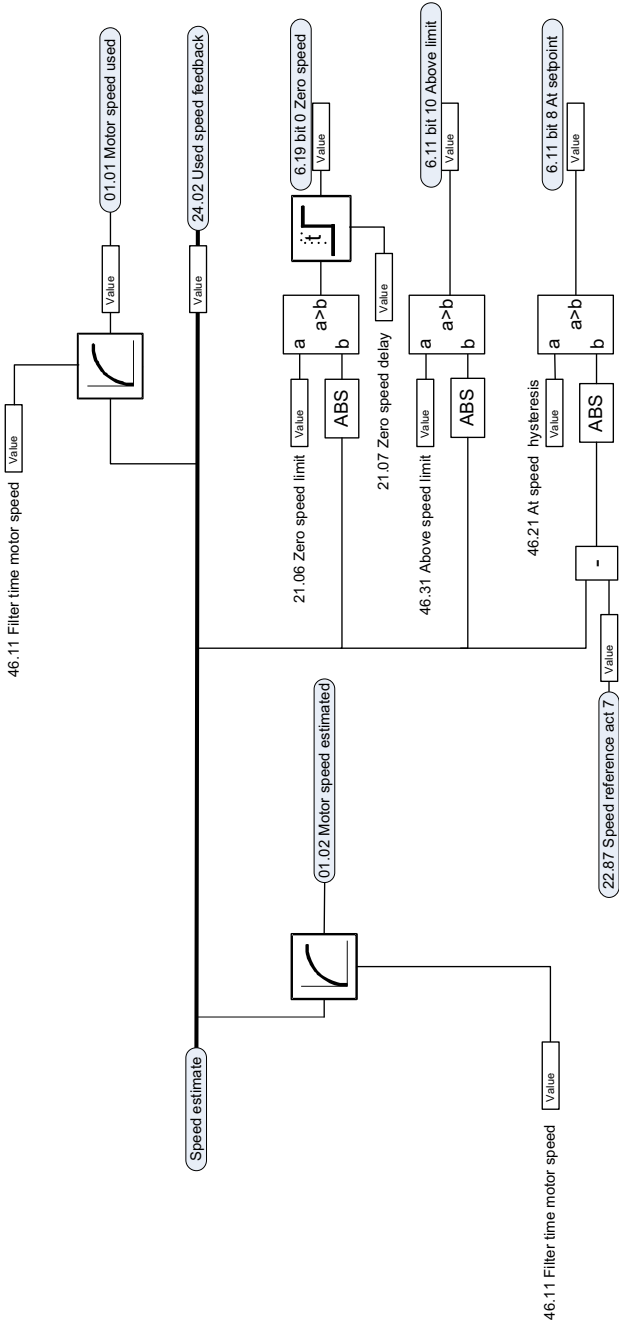 46.11 Filter time motor speed
Value
Value
01.01 Motor speed used
Speed estimate
Value
24.02 Used speed feedback
01.02 Motor speed estimated
21.06 Zero speed limit
Value
a
a>b
b
ABS
t
Value
6.19 bit 0 Zero speed
21.07 Zero speed delay
Value
46.31 Above speed limit
Value
a
a>b
b
ABS
Value
6.11 bit 10 Above limit
46.21 At speed hysteresis
Value
a
a>b
b
ABS
Value
6.11 bit 8 At setpoint
-
22.87 Speed reference act 7
Value
46.11 Filter time motor speed
Value